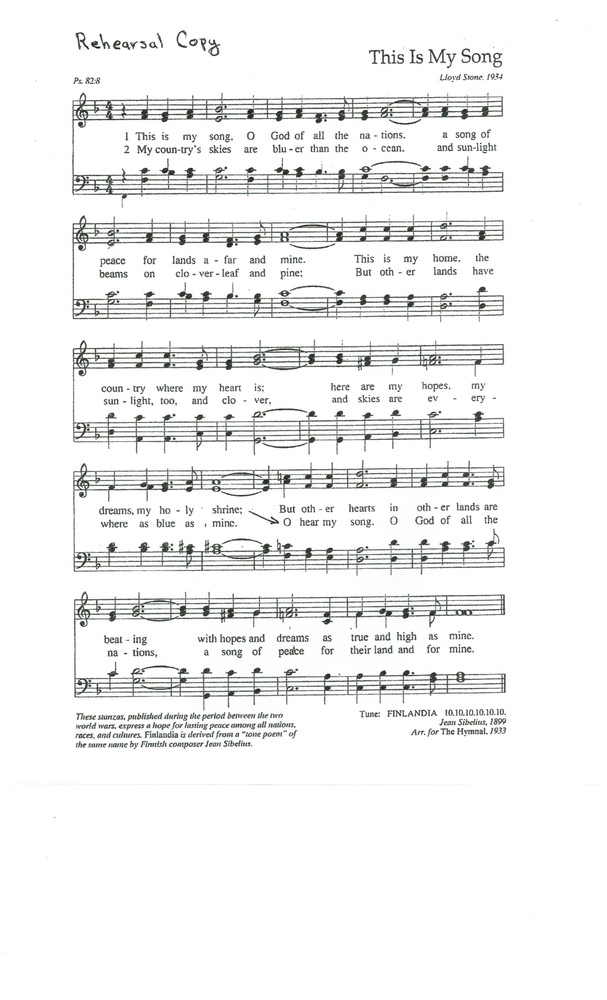 Rehearsal Copy
This Is My Song
Ps. 82:8
Lloyd Stone. 1934
1 This is my song, O God of all the na - tions. a song of
2 My coun-try's skies are blu - er than the o - cean. and sun-light
peace for lands a - far and mine. This is my home, the
beams on clo - ver - leaf and pine; But oth - er lands have
coun - try where my heart is; here are my hopes, my
sun - light, too, and clo - ver, and skies are ev - ery -
dreams, my ho - ly shrine; But oth - er hearts in oth - er lands are
where as blue as mine. O hear my song. O God of all the
beat - ing with hopes and dreams as true and high as mine.
na - tions, a song of peace for their land and for mine.
These stanzas, published during the period between the two
world wars, express a hope for lasting peace among all nations,
races, and cultures. Finlandia is derived from a "tone poem" of
the same name by Finnish composer Jean Sibelius.
Tune: FINLANDIA 10.10.10.10.10.10.
Jean Sibelius, 1899
Arr. for The Hymnal. 1933